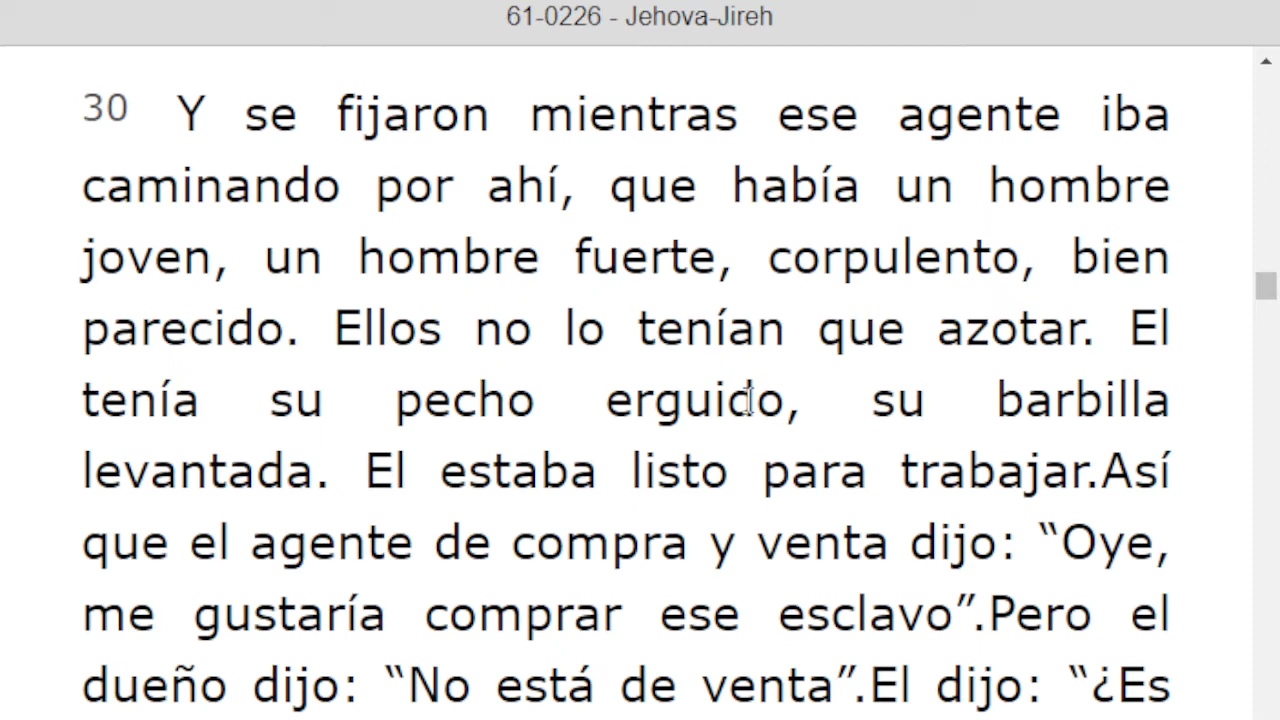 61-0226 - Jehova-Jireh
30 Y se fijaron mientras ese agente iba
caminando por ahí, que había un hombre
joven, un hombre fuerte, corpulento, bien
parecido. Ellos no lo tenían que azotar. El
tenía su pecho erguido, su barbilla
levantada. El estaba listo para trabajar.Así
que el agente de compra y venta dijo: “Oye,
me gustaría comprar ese esclavo”.Pero el
dueño dijo: “No está de venta”.El dijo: “¿Es